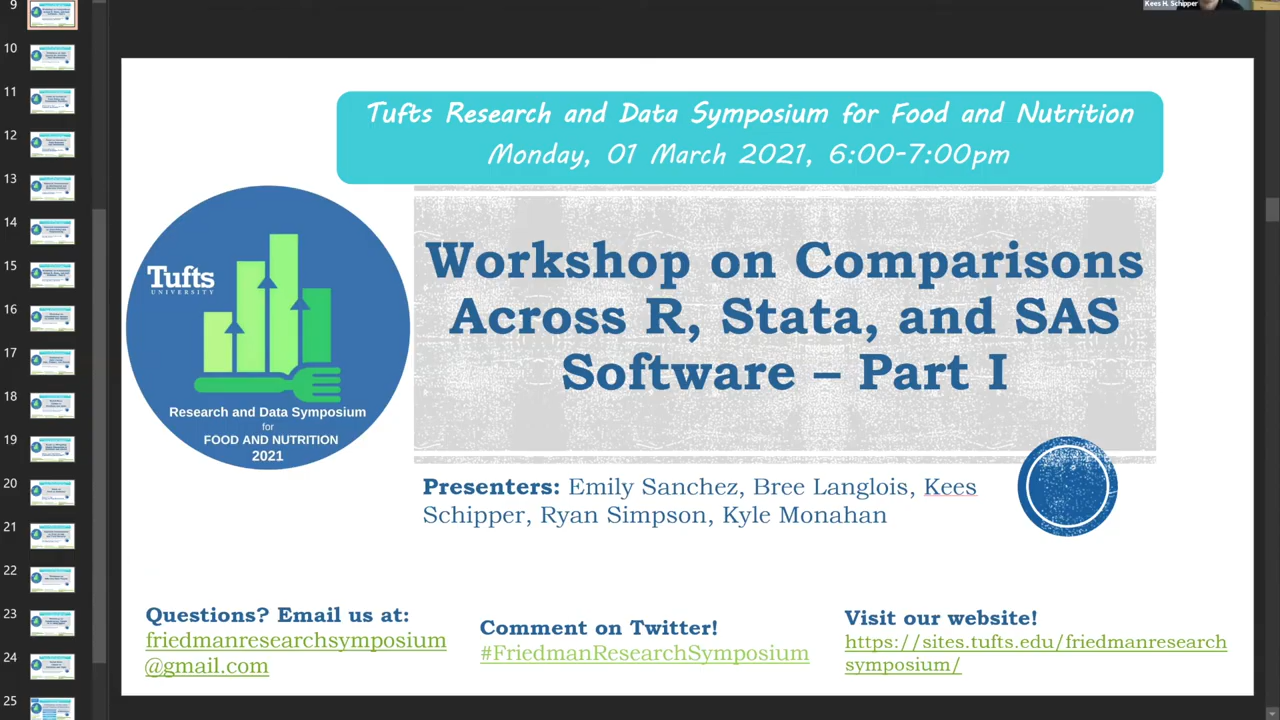 9
10
11
12
13
14
15
16
17
18
19
20
21
22
23
24
25
Kees H. Schipper
Tufts Research and Data Symposium for Food and Nutrition
Monday, 01 March 2021, 6:00-7:00pm
Tufts
UNIVERSITY
Research and Data Symposium
for
FOOD AND NUTRITION
2021
Workshop on Comparisons
Across R, Stata, and SAS
Software – Part I
Presenters: Emily Sanchez, Bree Langlois, Kees
Schipper, Ryan Simpson, Kyle Monahan
Questions? Email us at:
friedmanresearchsymposium
@gmail.com
Comment on Twitter!
#FriedmanResearchSymposium
Visit our website!
https://sites.tufts.edu/friedmanresearch
symposium/